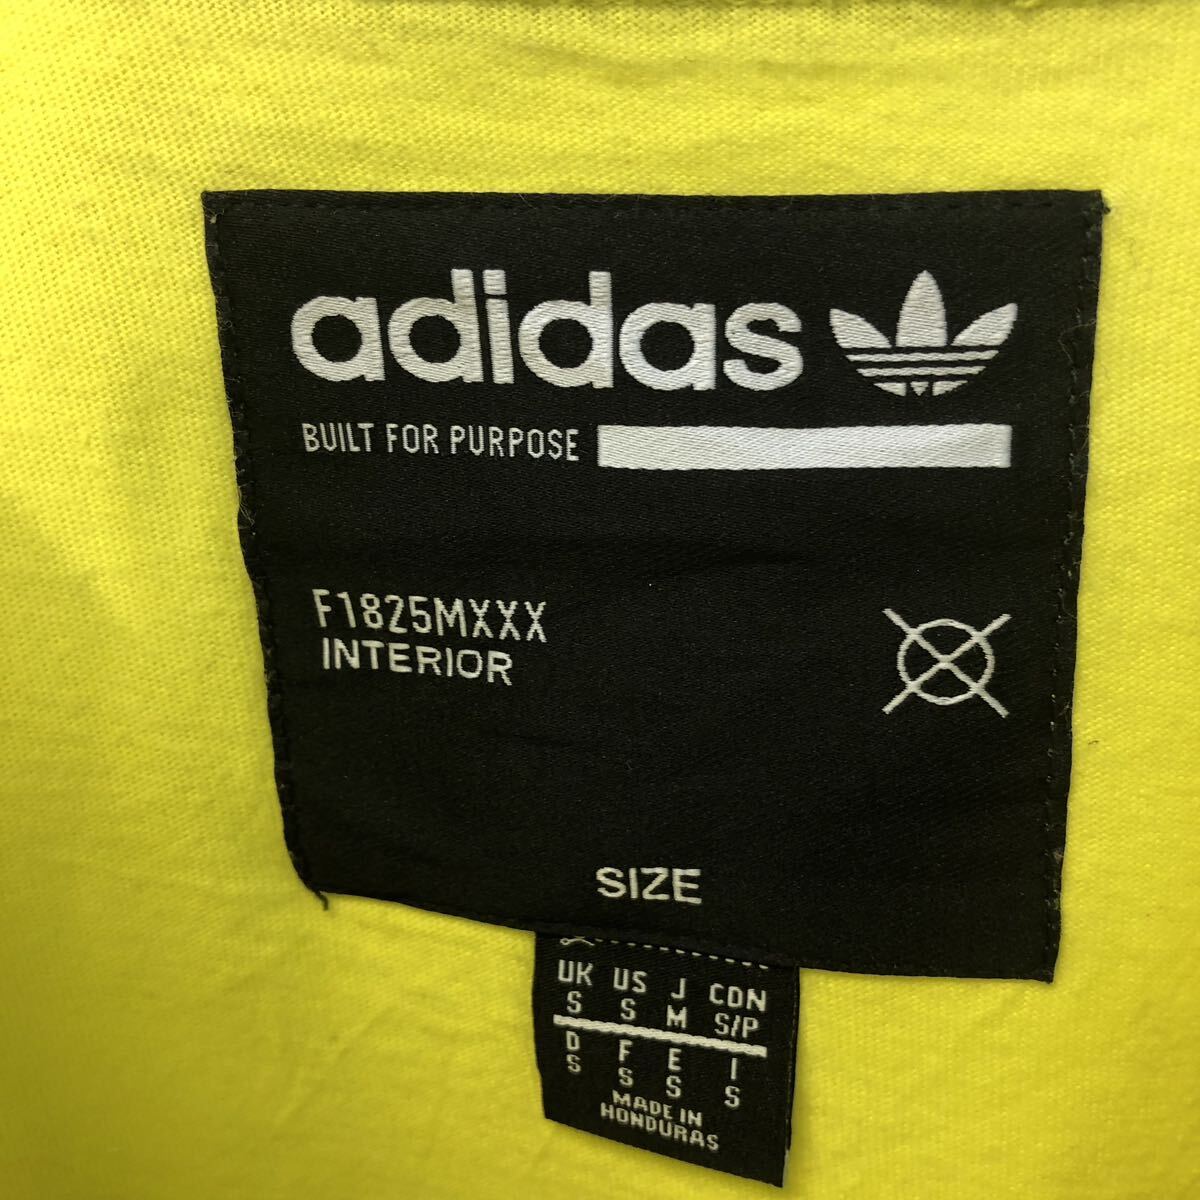 adidas
BUILT FOR PURPOSE
F1825MXXX
INTERIOR
SIZE
UK US J CDN
S S M S/P
D F E I
S S S S
MADE IN
HONDURAS